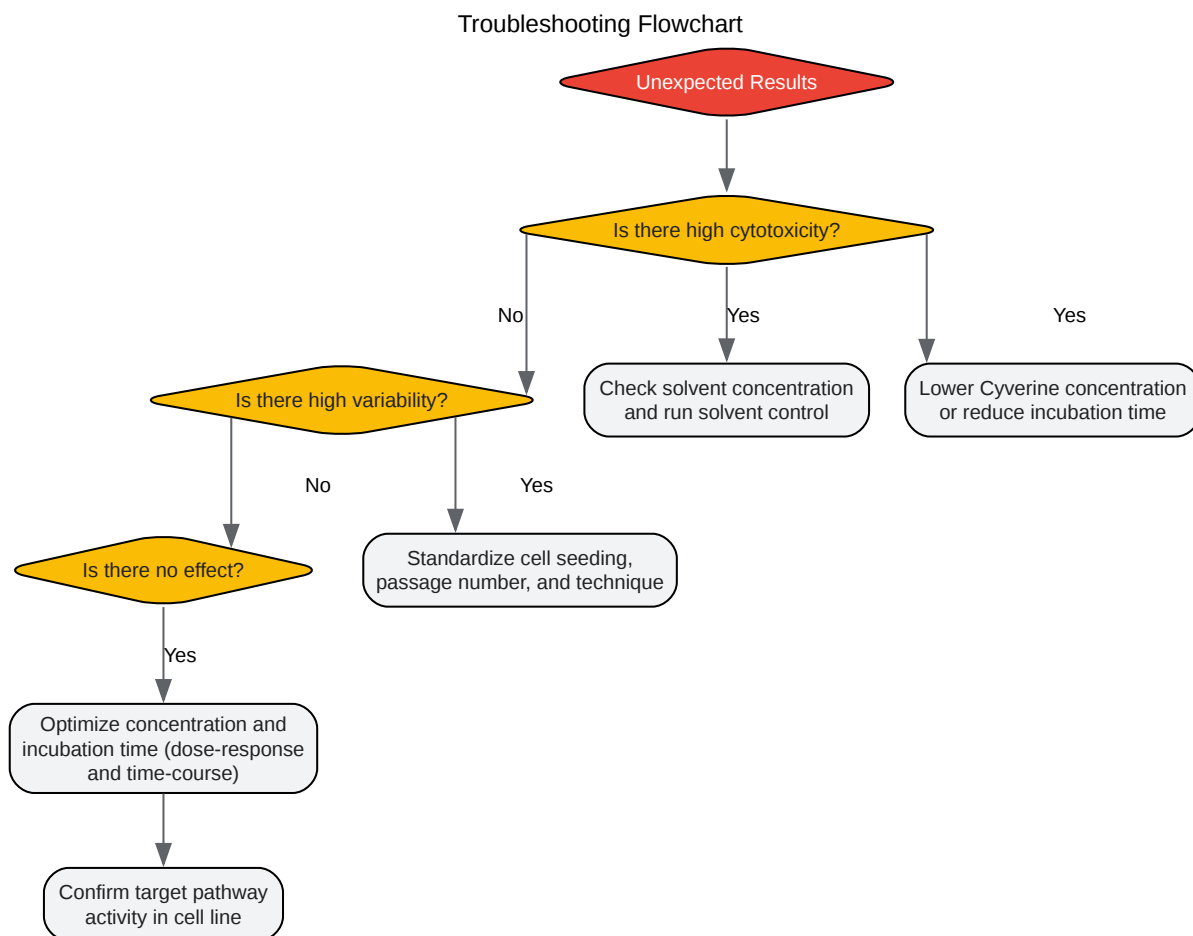 Troubleshooting Flowchart
Unexpected Results
Is there high cytotoxicity?
No
Yes
Yes
Is there high variability?
Check solvent concentration
and run solvent control
Lower Cyverine concentration
or reduce incubation time
No
Yes
Is there no effect?
Standardize cell seeding,
passage number, and technique
Yes
Optimize concentration and
incubation time (dose-response
and time-course)
Confirm target pathway
activity in cell line